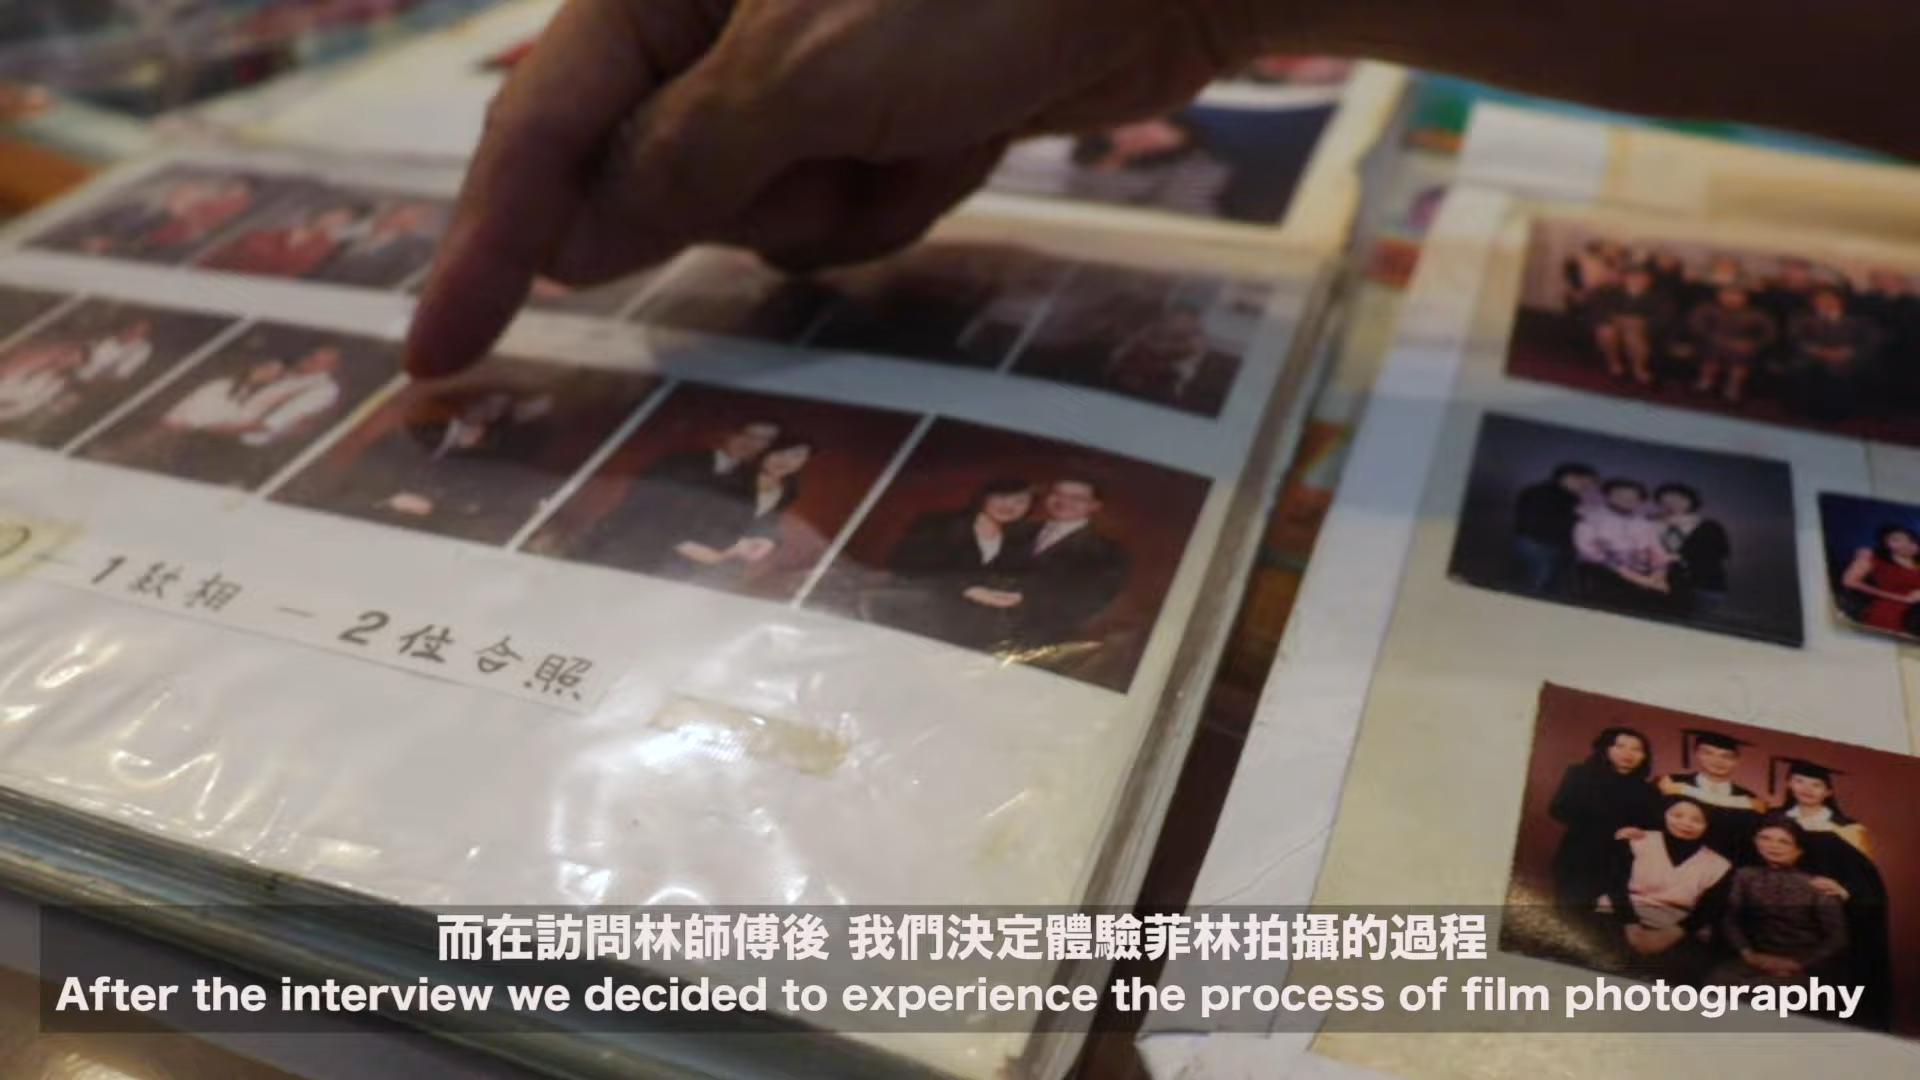 1款相 — 2位合照
而在訪問林師傅後 我們決定體驗菲林拍攝的過程
After the interview we decided to experience the process of film photography